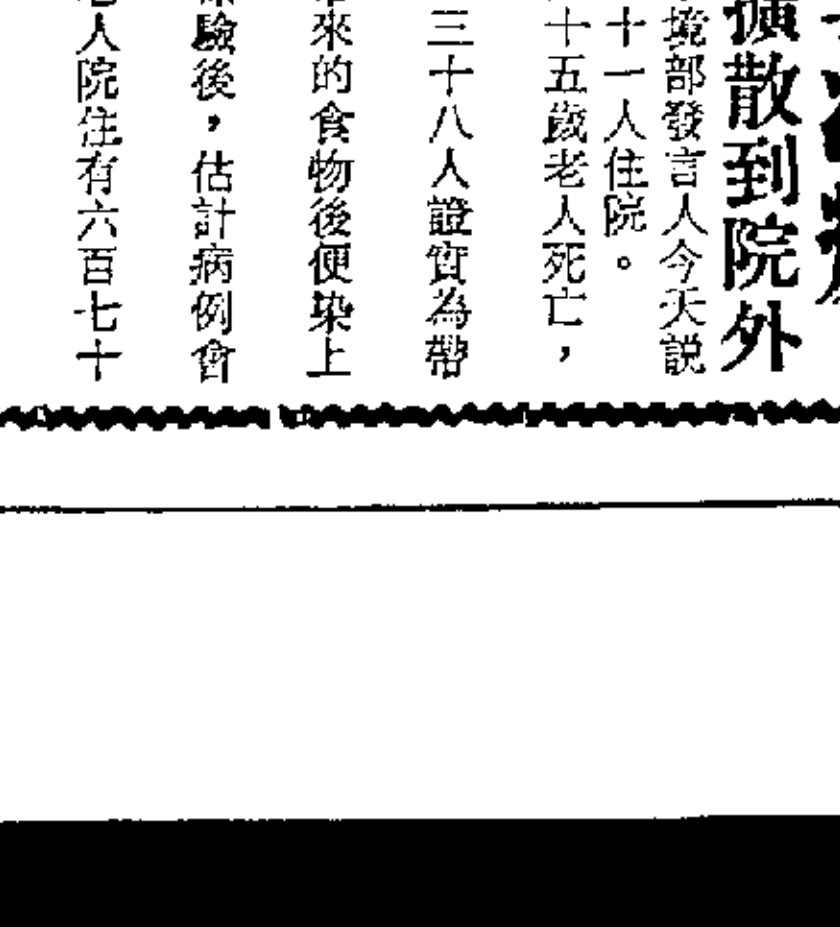 擴散到院外
境部發言人今天説
十一人住院。
十五歲老人死亡，
三十八人證實為帶
來的食物後便染上
驗後，估計病例會
人院住有六百七十